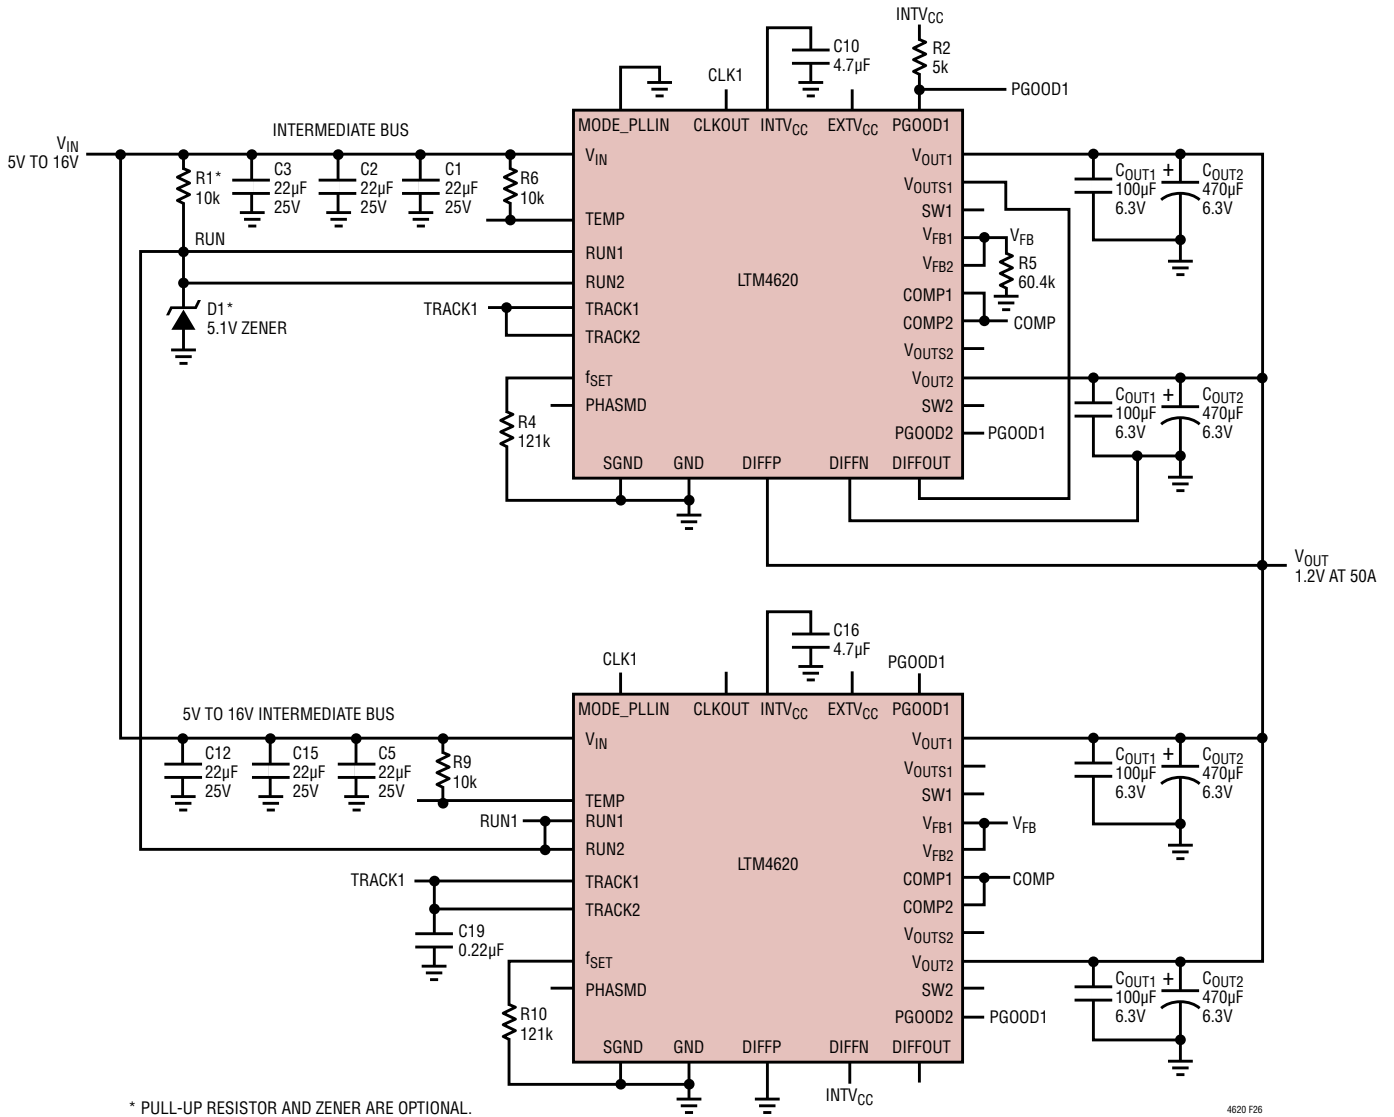 INTVCC
R2
5k
PGOOD1
C10
4.7µF
CLK1
MODE_PLLIN
CLKOUT
INTVCC
EXTVCC
PGOOD1
VIN
5V TO 16V
INTERMEDIATE BUS
R1*
10k
C3
22µF
25V
C2
22µF
25V
C1
22µF
25V
R6
10k
VIN
TEMP
RUN
RUN1
RUN2
D1*
5.1V ZENER
TRACK1
TRACK1
TRACK2
fSET
PHASMD
R4
121k
LTM4620
SGND
GND
DIFFP
DIFFN
DIFFOUT
VOUT1
VOUTS1
SW1
VFB1
VFB
VFB2
R5
60.4k
COMP1
COMP2
COMP
VOUTS2
VOUT2
SW2
PGOOD2
PGOOD1
COUT1
100µF
6.3V
+
COUT2
470µF
6.3V
COUT1
100µF
6.3V
+
COUT2
470µF
6.3V
VOUT
1.2V AT 50A
C16
4.7µF
CLK1
PGOOD1
MODE_PLLIN
CLKOUT
INTVCC
EXTVCC
PGOOD1
5V TO 16V INTERMEDIATE BUS
C12
22µF
25V
C15
22µF
25V
C5
22µF
25V
R9
10k
VIN
TEMP
RUN1
RUN1
RUN2
TRACK1
TRACK1
TRACK2
C19
0.22µF
fSET
PHASMD
R10
121k
LTM4620
SGND
GND
DIFFP
DIFFN
DIFFOUT
INTVCC
VOUT1
VOUTS1
SW1
VFB1
VFB
VFB2
COMP1
COMP
COMP2
VOUTS2
VOUT2
SW2
PGOOD2
PGOOD1
COUT1
100µF
6.3V
+
COUT2
470µF
6.3V
COUT1
100µF
6.3V
+
COUT2
470µF
6.3V
* PULL-UP RESISTOR AND ZENER ARE OPTIONAL.
4620 F26